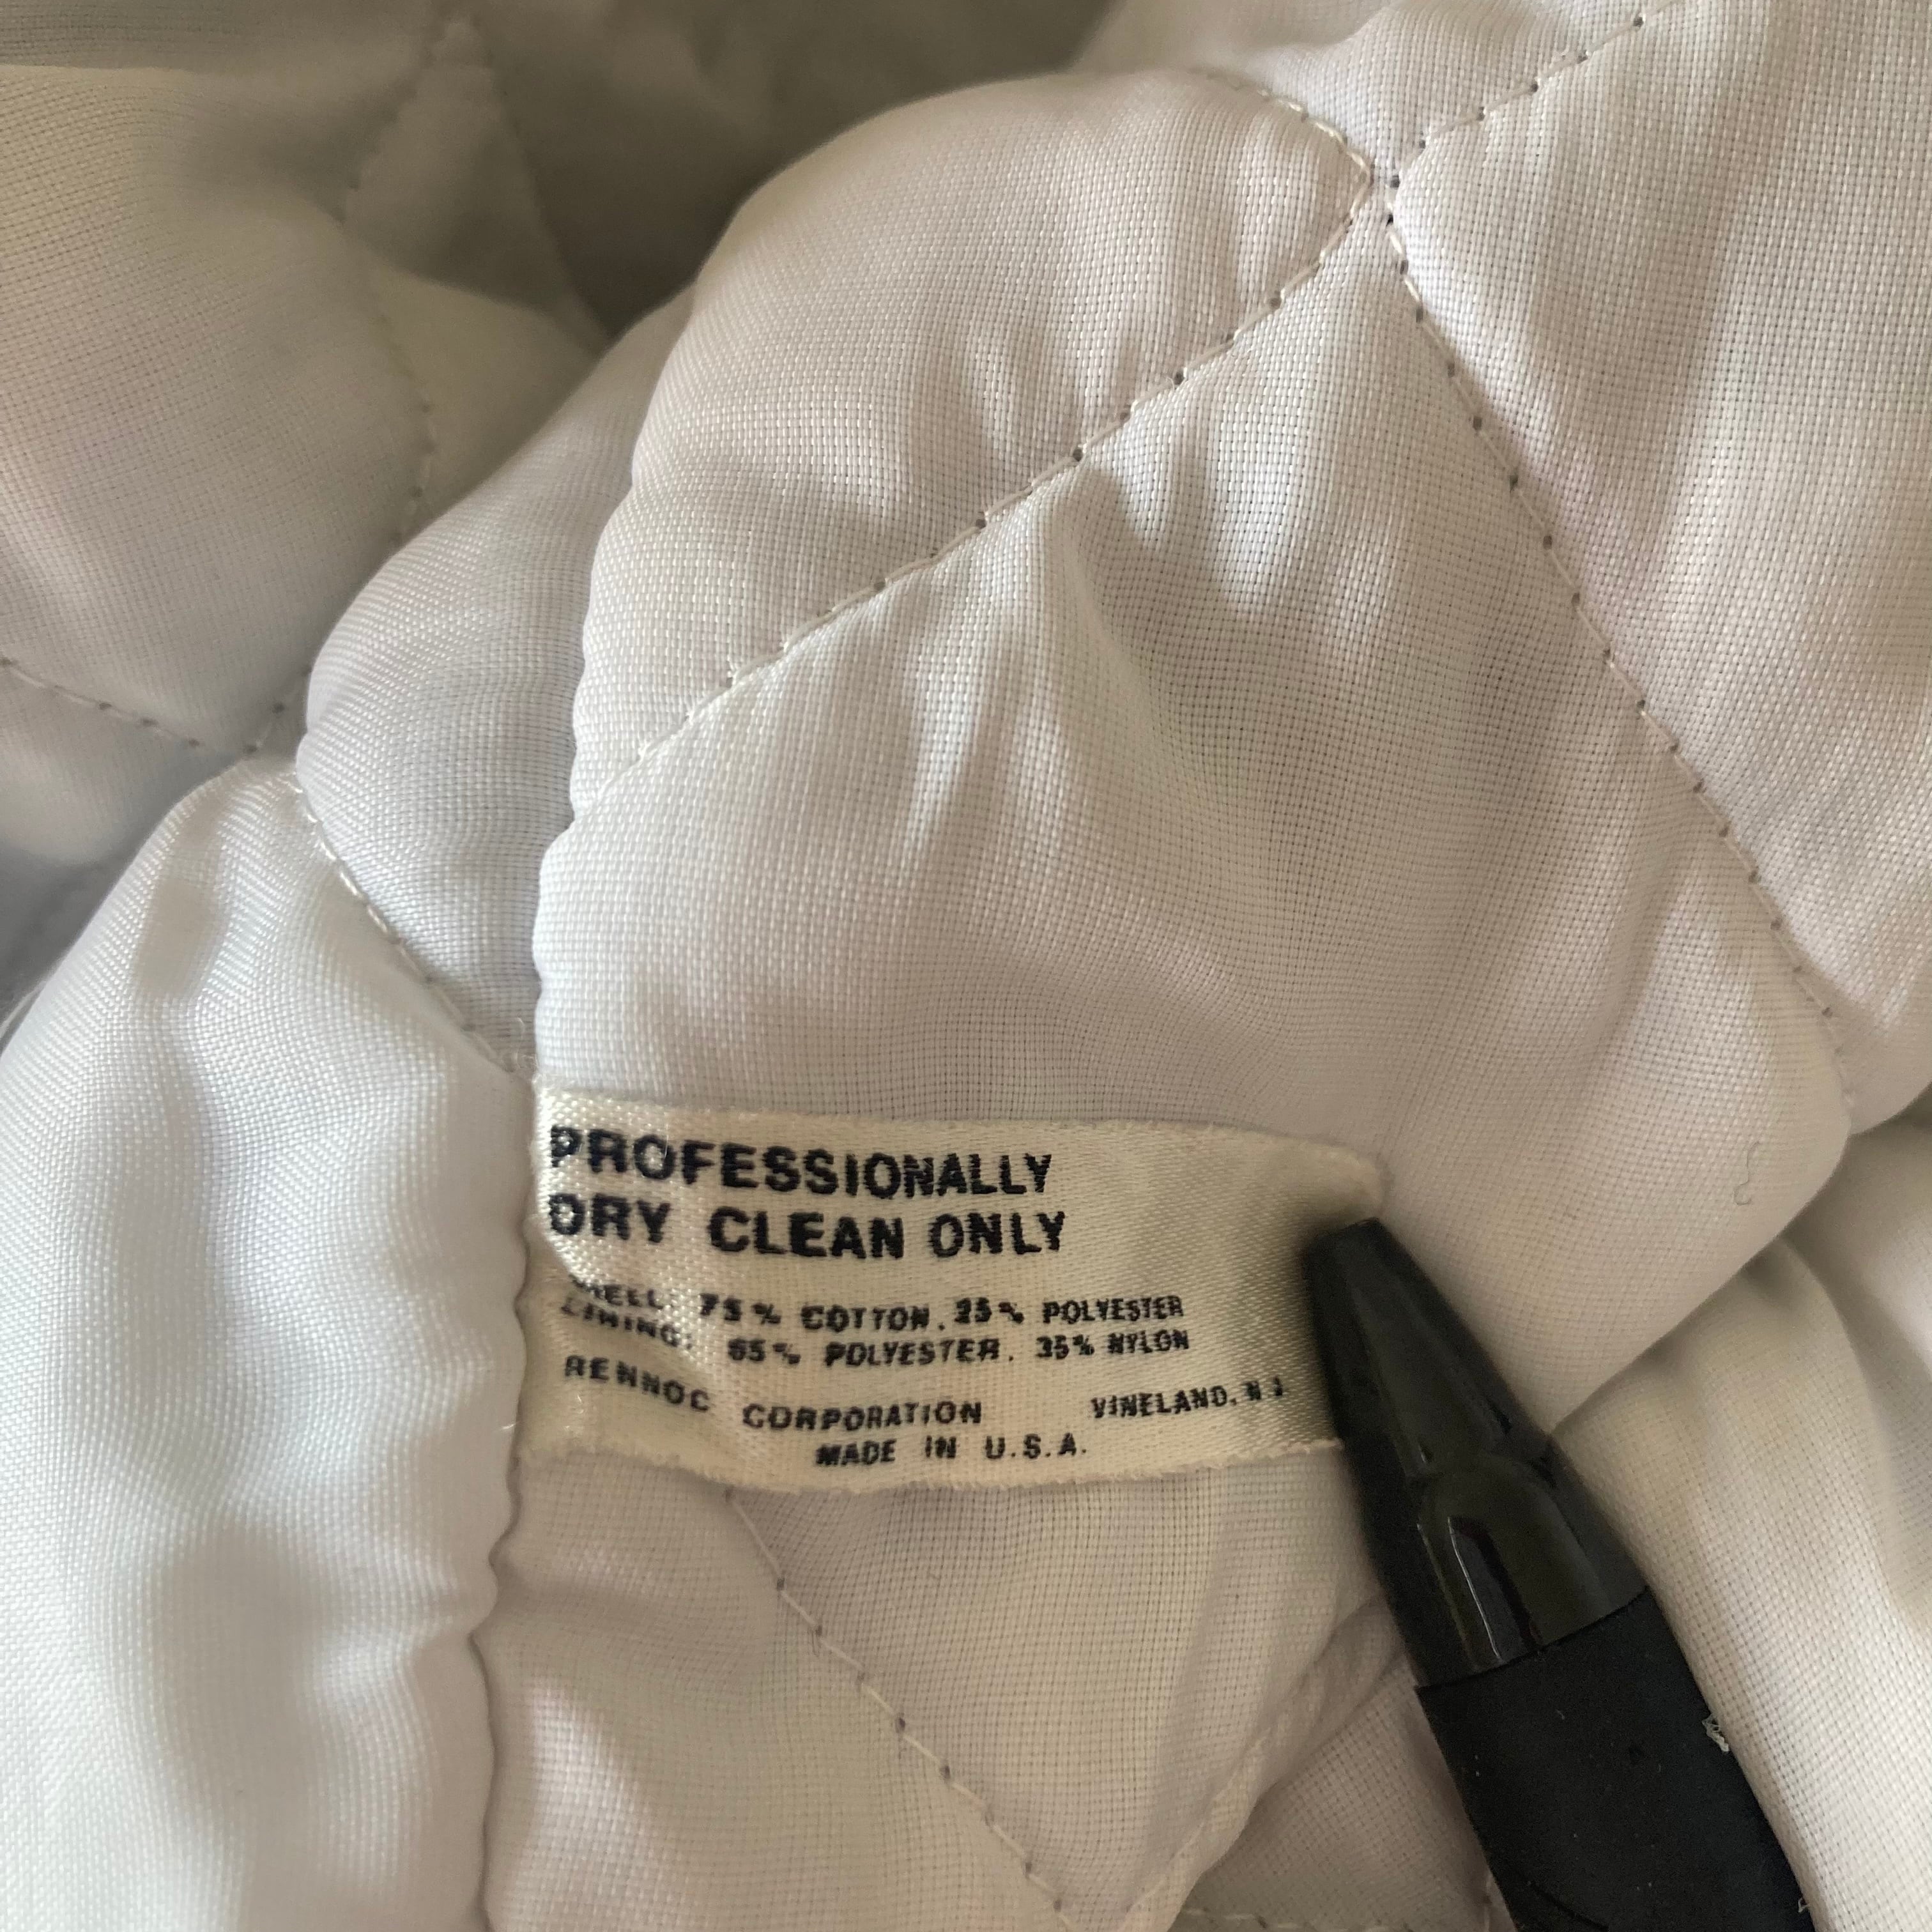 PROFESSIONALLY
DRY CLEAN ONLY
SHELL: 75% COTTON, 25% POLYESTER
LINING: 65% POLYESTER, 35% NYLON
RENNOC CORPORATION VINELAND, N J
MADE IN U.S.A.